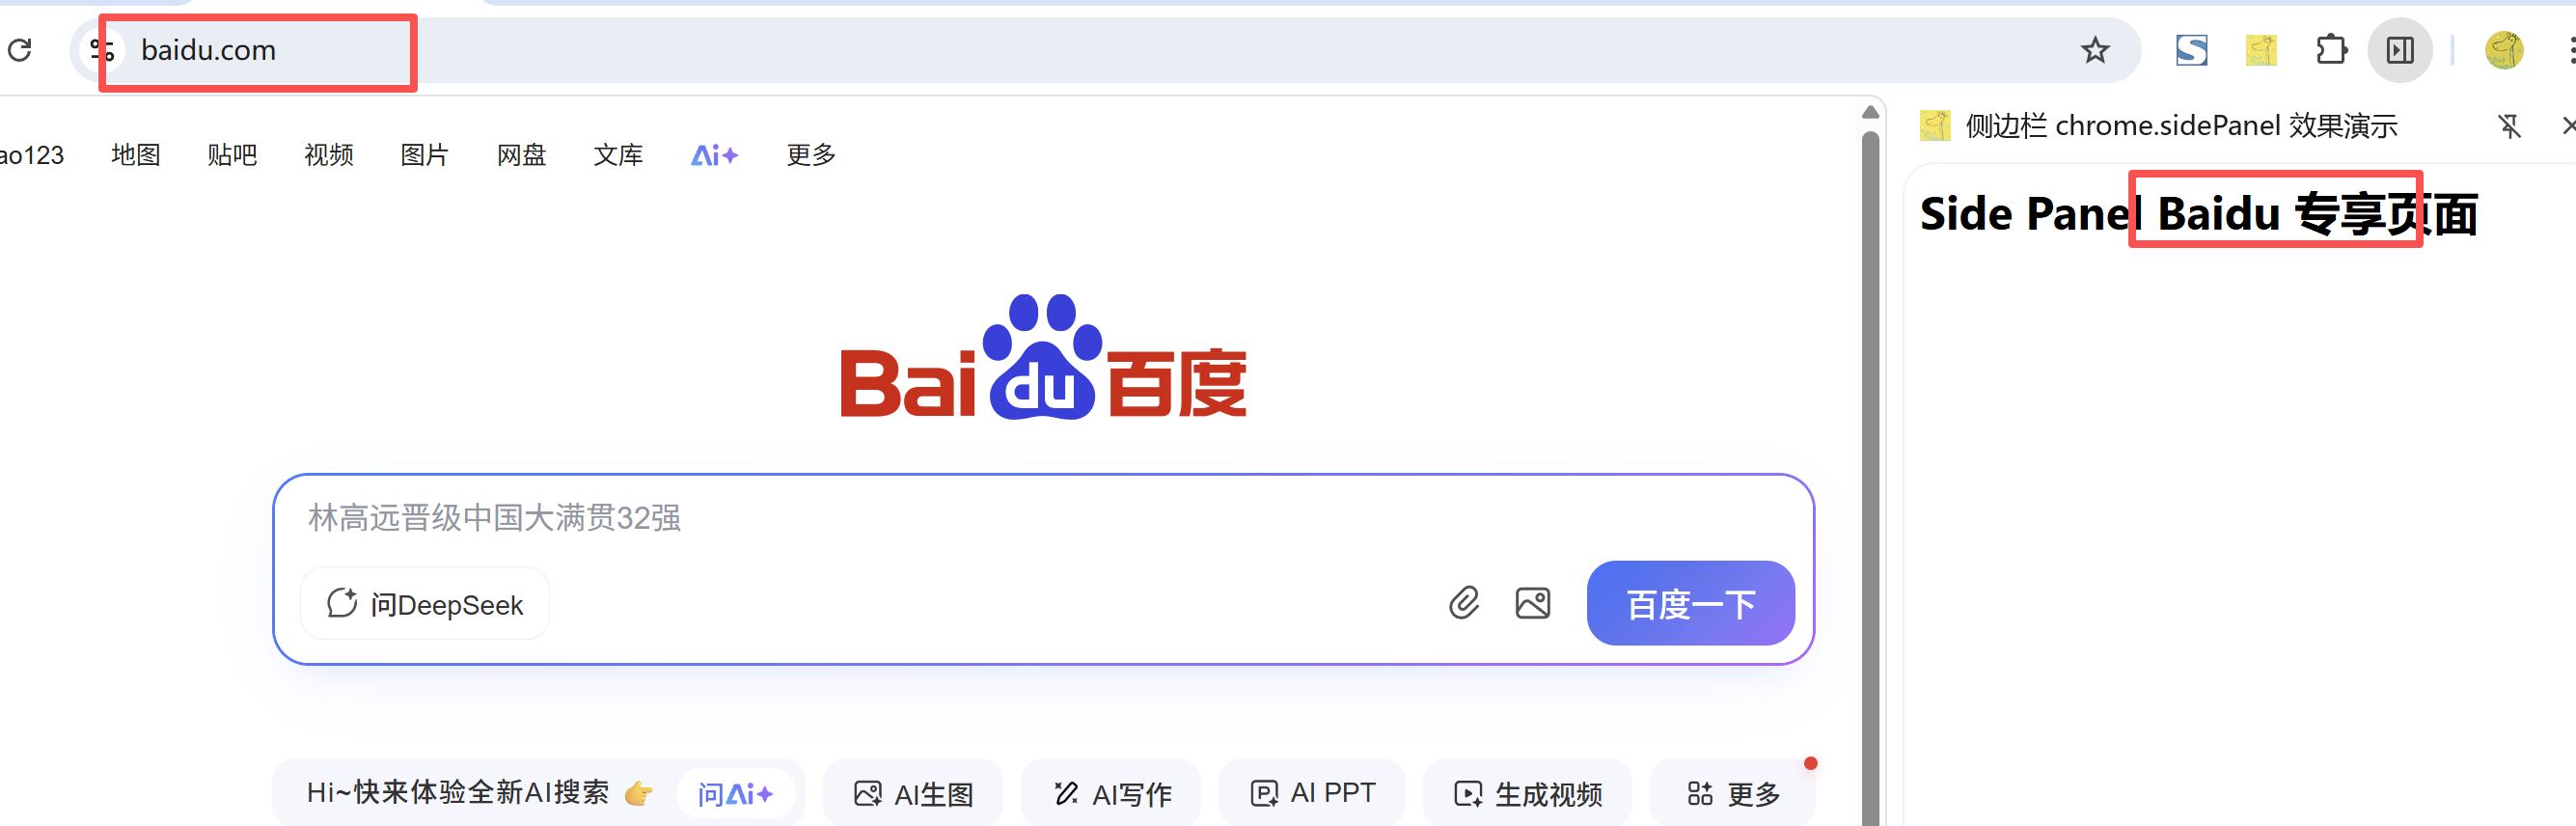 baidu.com
侧边栏 chrome.sidePanel 效果演示
ao123 地图 贴吧 视频 图片 网盘 文库 Ai 更多
Side Panel Baidu 专享页面
Bai du 百度
林高远晋级中国大满贯32强
问DeepSeek 百度一下
Hi~快来体验全新AI搜索 👉 问Ai AI生图 AI写作 AI PPT 生成视频 更多